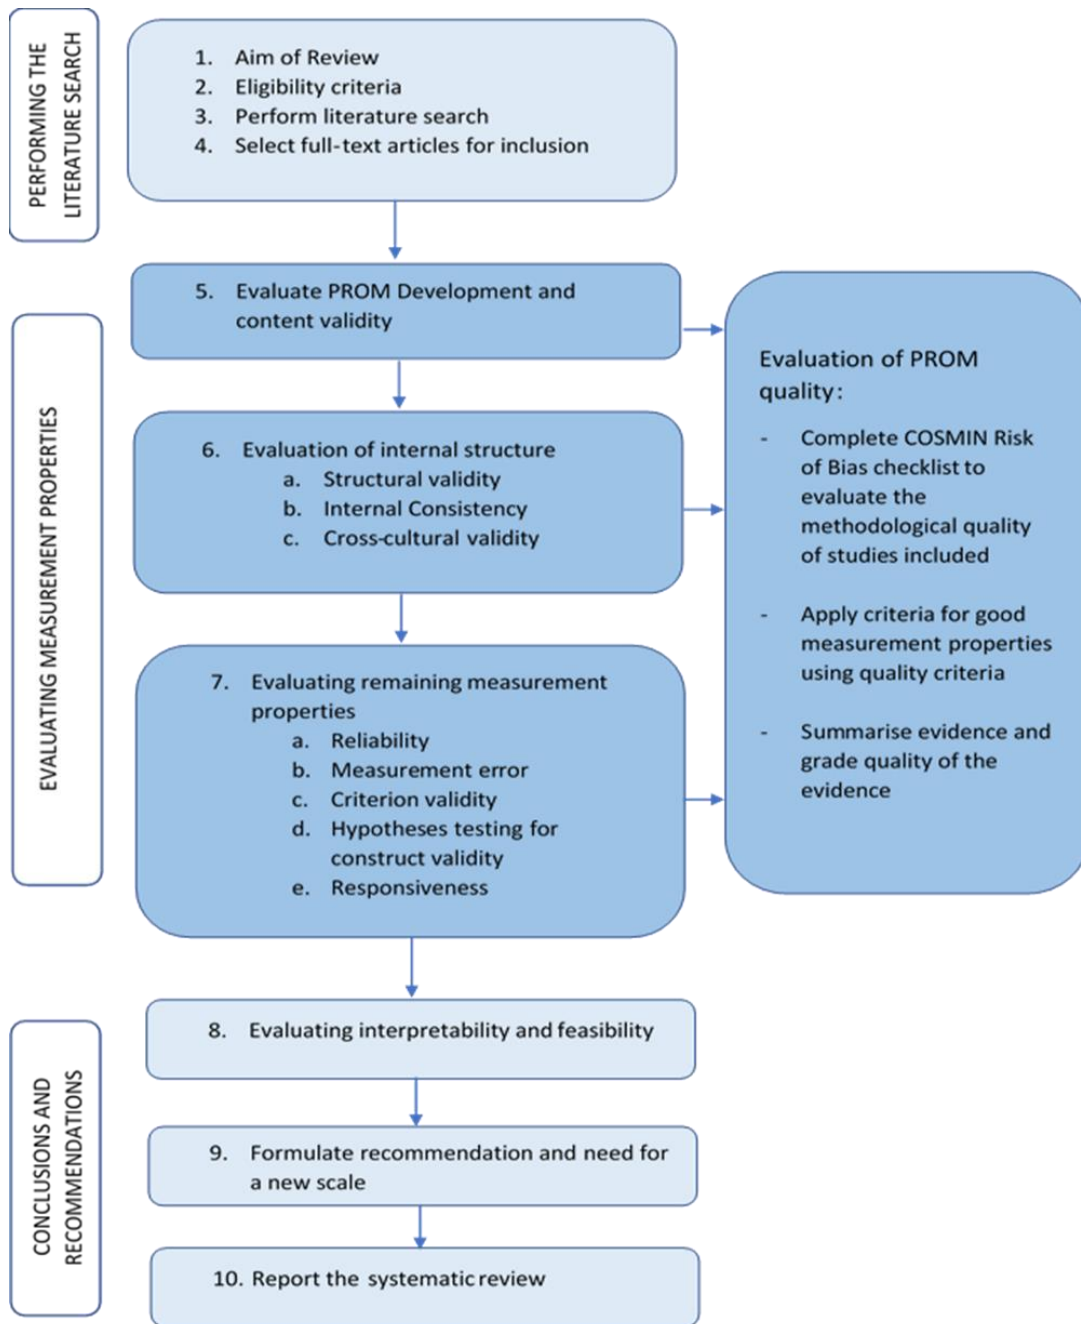 PERFORMING THE
LITERATURE SEARCH
1. Aim of Review
2. Eligibility criteria
3. Perform literature search
4. Select full-text articles for inclusion
EVALUATING MEASUREMENT PROPERTIES
5. Evaluate PROM Development and
content validity
6. Evaluation of internal structure
a. Structural validity
b. Internal Consistency
c. Cross-cultural validity
7. Evaluating remaining measurement
properties
a. Reliability
b. Measurement error
c. Criterion validity
d. Hypotheses testing for
construct validity
e. Responsiveness
Evaluation of PROM
quality:
- Complete COSMIN Risk
of Bias checklist to
evaluate the
methodological quality
of studies included
- Apply criteria for good
measurement properties
using quality criteria
- Summarise evidence and
grade quality of the
evidence
CONCLUSIONS AND
RECOMMENDATIONS
8. Evaluating interpretability and feasibility
9. Formulate recommendation and need for
a new scale
10. Report the systematic review